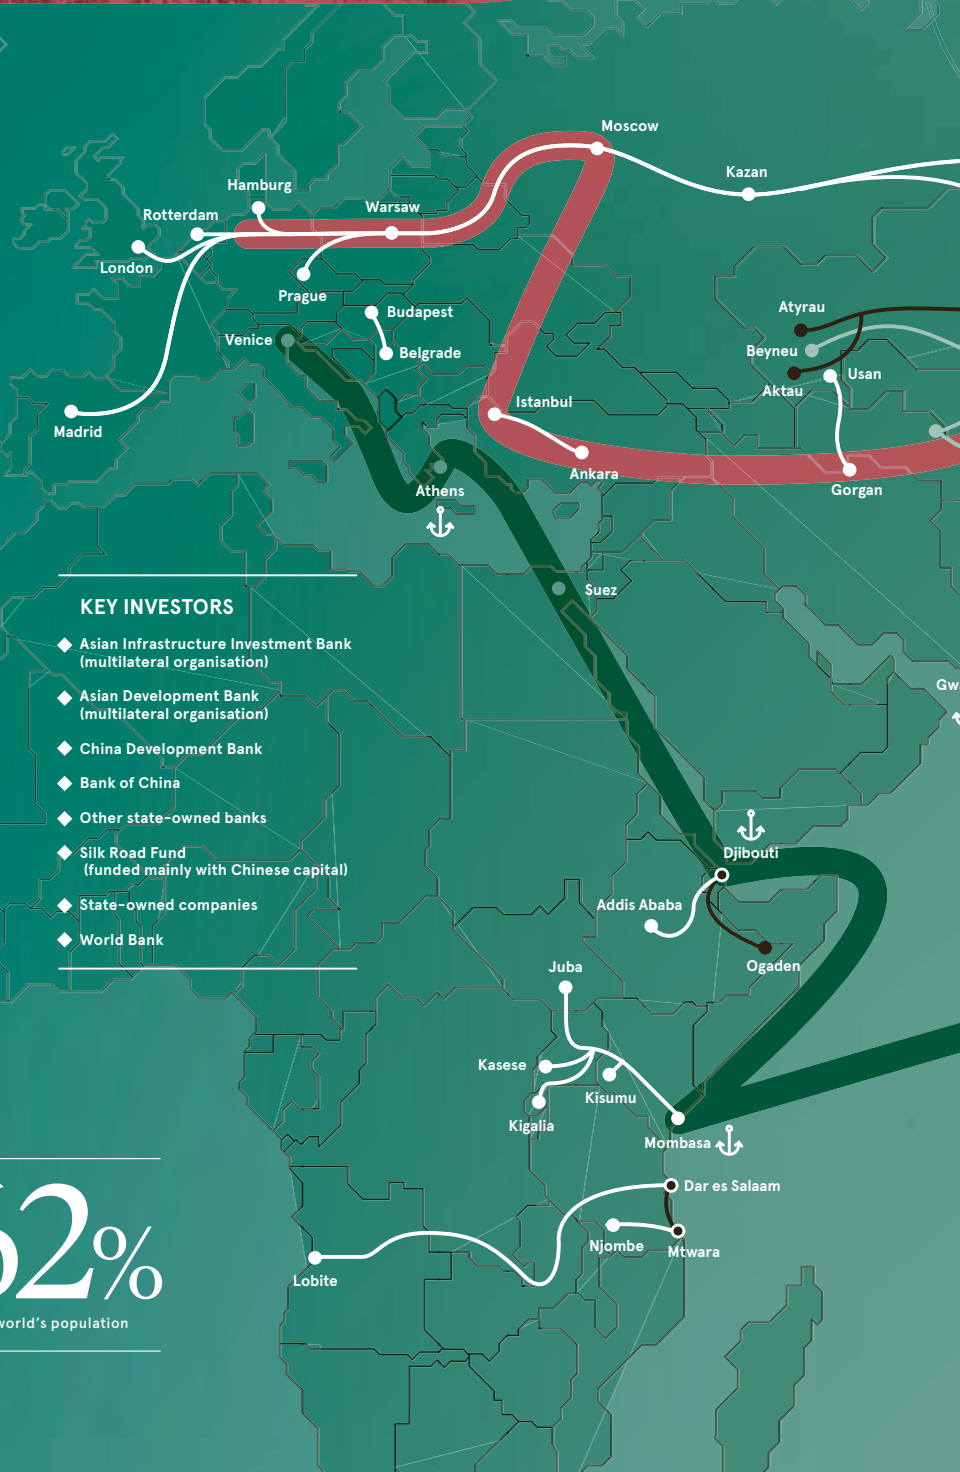 Moscow
Kazan
Hamburg
Rotterdam
Warsaw
London
Prague
Budapest
Atyrau
Venice
Belgrade
Beyneu
Usan
Aktau
Istanbul
Madrid
Ankara
Athens
Gorgan
Suez
KEY INVESTORS
Asian Infrastructure Investment Bank
(multilateral organisation)
Asian Development Bank
(multilateral organisation)
China Development Bank
Bank of China
Other state-owned banks
Silk Road Fund
(funded mainly with Chinese capital)
State-owned companies
World Bank
Djibouti
Addis Ababa
Ogaden
Juba
Kasese
Kisumu
Kigalia
Mombasa
Dar es Salaam
Njombe
Mtwara
Lobite
62%
world's population